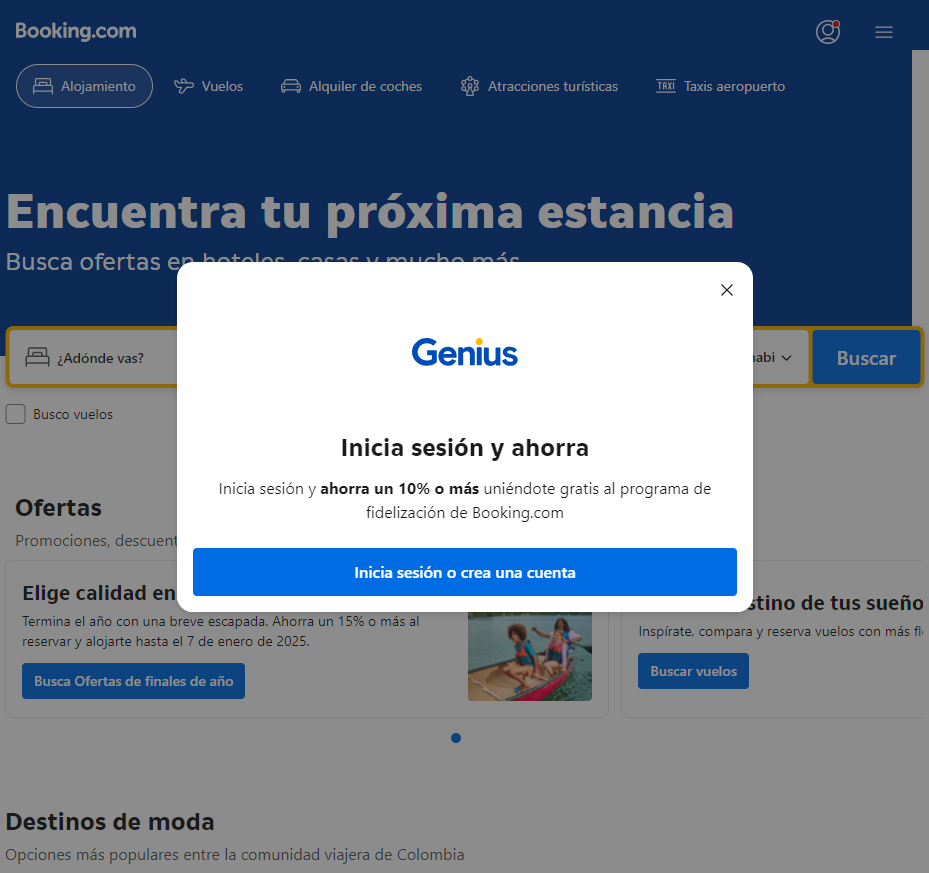 Booking.com
Alojamiento
Vuelos
Alquiler de coches
Atracciones turísticas
TAXI
Taxis aeropuerto
Encuentra tu próxima estancia
Busca ofertas en hoteles, casas y mucho más
¿Adónde vas?
Buscar
Busco vuelos
Genius
Inicia sesión y ahorra
Inicia sesión y ahorra un 10% o más uniéndote gratis al programa de
fidelización de Booking.com
Inicia sesión o crea una cuenta
Ofertas
Promociones,
Elige calidad en
Termina el año con una breve escapada. Ahorra un 15% o más al
reservar y alojarte hasta el 7 de enero de 2025.
Busca Ofertas de finales de año
de tus
Inspírate, compara y reserva vuelos con más
Buscar vuelos
Destinos de moda
Opciones más populares entre la comunidad viajera de Colombia